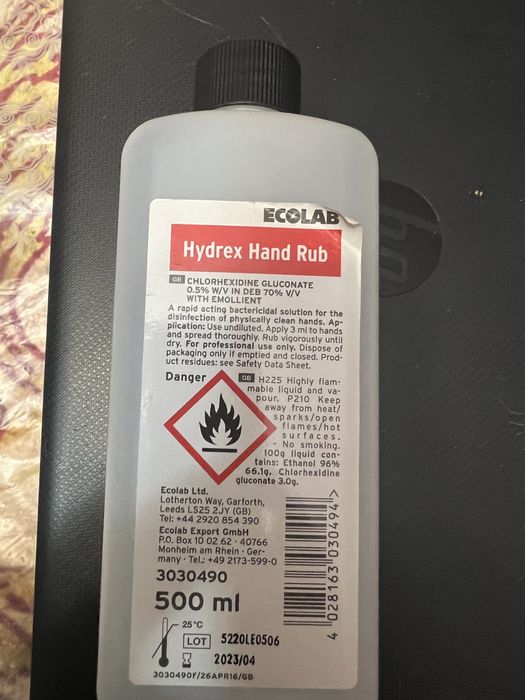 ECOLAB
Hydrex Hand Rub
GB CHLORHEXIDINE GLUCONATE
0.5% W/V IN DEB 70% V/V
WITH EMOLLIENT
A rapid acting bactericidal solution for the
disinfection of physically clean hands. Ap-
plication: Use undiluted. Apply 3 ml to hands
and spread thoroughly. Rub vigorously until
dry. For professional use only. Dispose of
packaging only if emptied and closed. Prod-
uct residues: see Safety Data Sheet.
Danger GB H225 Highly flam-
mable liquid and va-
pour. P210 Keep
away from heat/
sparks/open
flames/hot
surfaces.
- No smoking.
100g liquid con-
tains: Ethanol 96%
66.1g, Chlorhexidine
gluconate 3.0g.
Ecolab Ltd.
Lotherton Way, Garforth,
Leeds LS25 2JY (GB)
Tel: +44 2920 854 390
Ecolab Export GmbH
P.O. Box 10 02 62 · 40766
Monheim am Rhein · Ger-
many · Tel.: +49 2173-599-0
3030490
500 ml
25°C
LOT 5220LE0506
2023/04
3030490F/26APR16/GB
4 028163 030494 >
hp